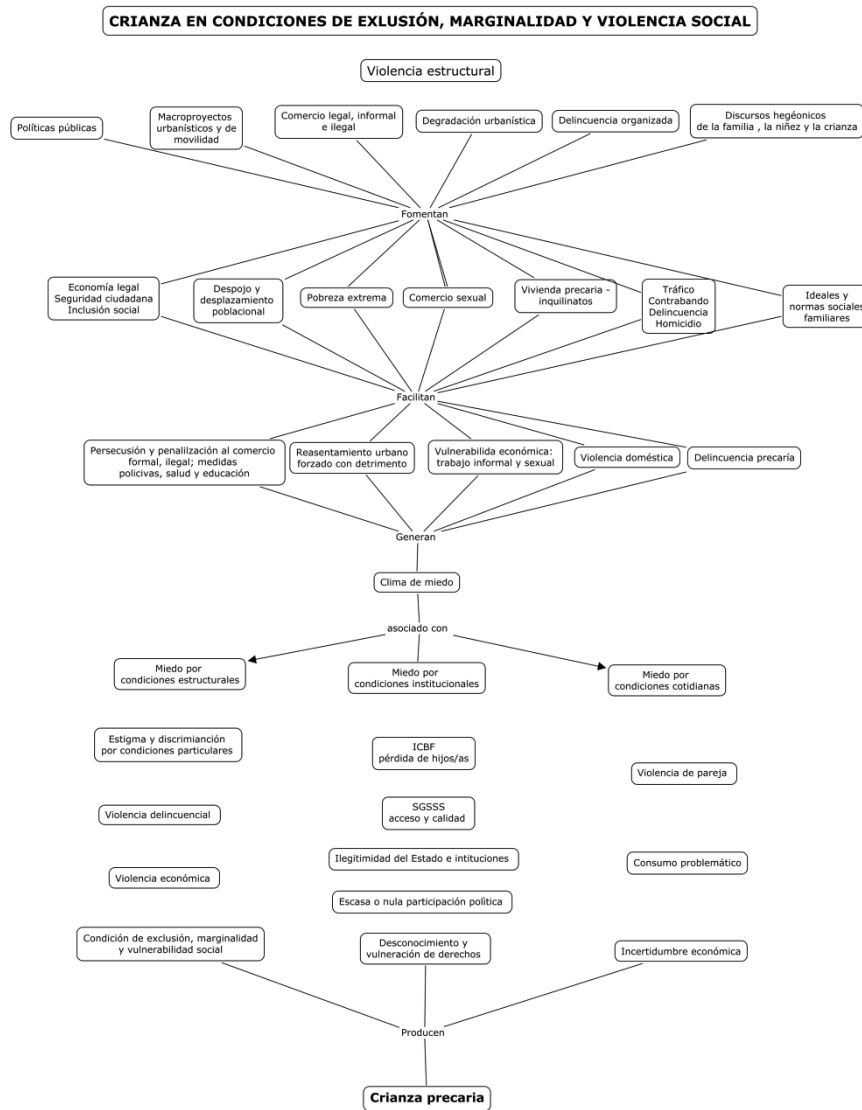 CRIANZA EN CONDICIONES DE EXLUSIÓN, MARGINALIDAD Y VIOLENCIA SOCIAL
Violencia estructural
Políticas públicas
Macroproyectos
urbanísticos y de
movilidad
Comercio legal, informal
e ilegal
Degradación urbanística
Delincuencia organizada
Discursos hegéonicos
de la familia , la niñez y la crianza
Fomentan
Economía legal
Seguridad ciudadana
Inclusión social
Despojo y
desplazamiento
poblacional
Pobreza extrema
Comercio sexual
Vivienda precaria -
inquilinatos
Tráfico
Contrabando
Delincuencia
Homicidio
Ideales y
normas sociales
familiares
Facilitan
Persecusión y penalilzación al comercio
formal, ilegal; medidas
policivas, salud y educación
Reasentamiento urbano
forzado con detrimento
Vulnerabilida económica:
trabajo informal y sexual
Violencia doméstica
Delincuencia precaría
Generan
Clima de miedo
asociado con
Miedo por
condiciones estructurales
Miedo por
condiciones institucionales
Miedo por
condiciones cotidianas
Estigma y discrimianción
por condiciones particulares
ICBF
pérdida de hijos/as
Violencia de pareja
Violencia delincuencial
SGSSS
acceso y calidad
Ilegitimidad del Estado e intituciones
Consumo problemático
Violencia económica
Escasa o nula participación polìtica
Condición de exclusión, marginalidad
y vulnerabilidad social
Desconocimiento y
vulneración de derechos
Incertidumbre económica
Producen
Crianza precaria